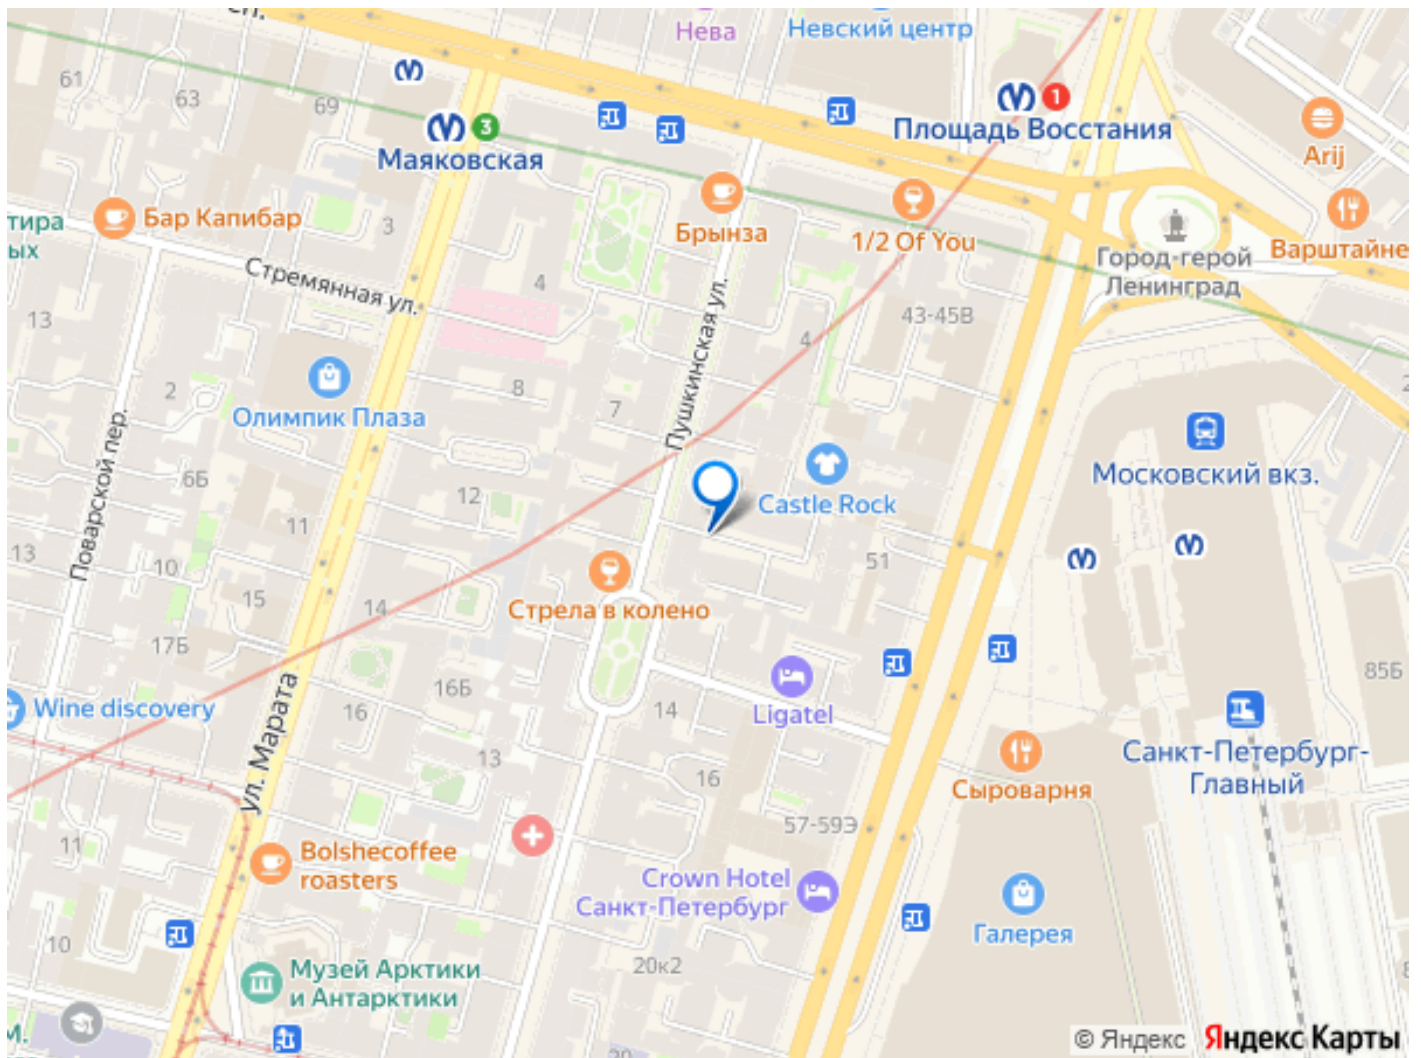 сп.
Нева
Невский центр
61
63
69
3
Маяковская
1
Площадь Восстания
Arij
тира
ых
Бар Капибар
3
Брынза
1/2 Of You
Город-герой
Ленинград
Варштайне
Стремянная ул.
4
43-45В
13
4
Пушкинская ул.
2
Олимпик Плаза
8
7
Поварской пер.
6Б
12
Castle Rock
Московский вкз.
11
13
10
51
15
14
Стрела в колено
17Б
16Б
85Б
Wine discovery
16
14
Ligatel
ул. Марата
13
16
Санкт-Петербург-
Главный
Сыроварня
57-59Э
11
Bolshecoffee
roasters
Crown Hotel
Санкт-Петербург
Галерея
10
Музей Арктики
и Антарктики
20к2
М.
20
© Яндекс Яндекс Карты